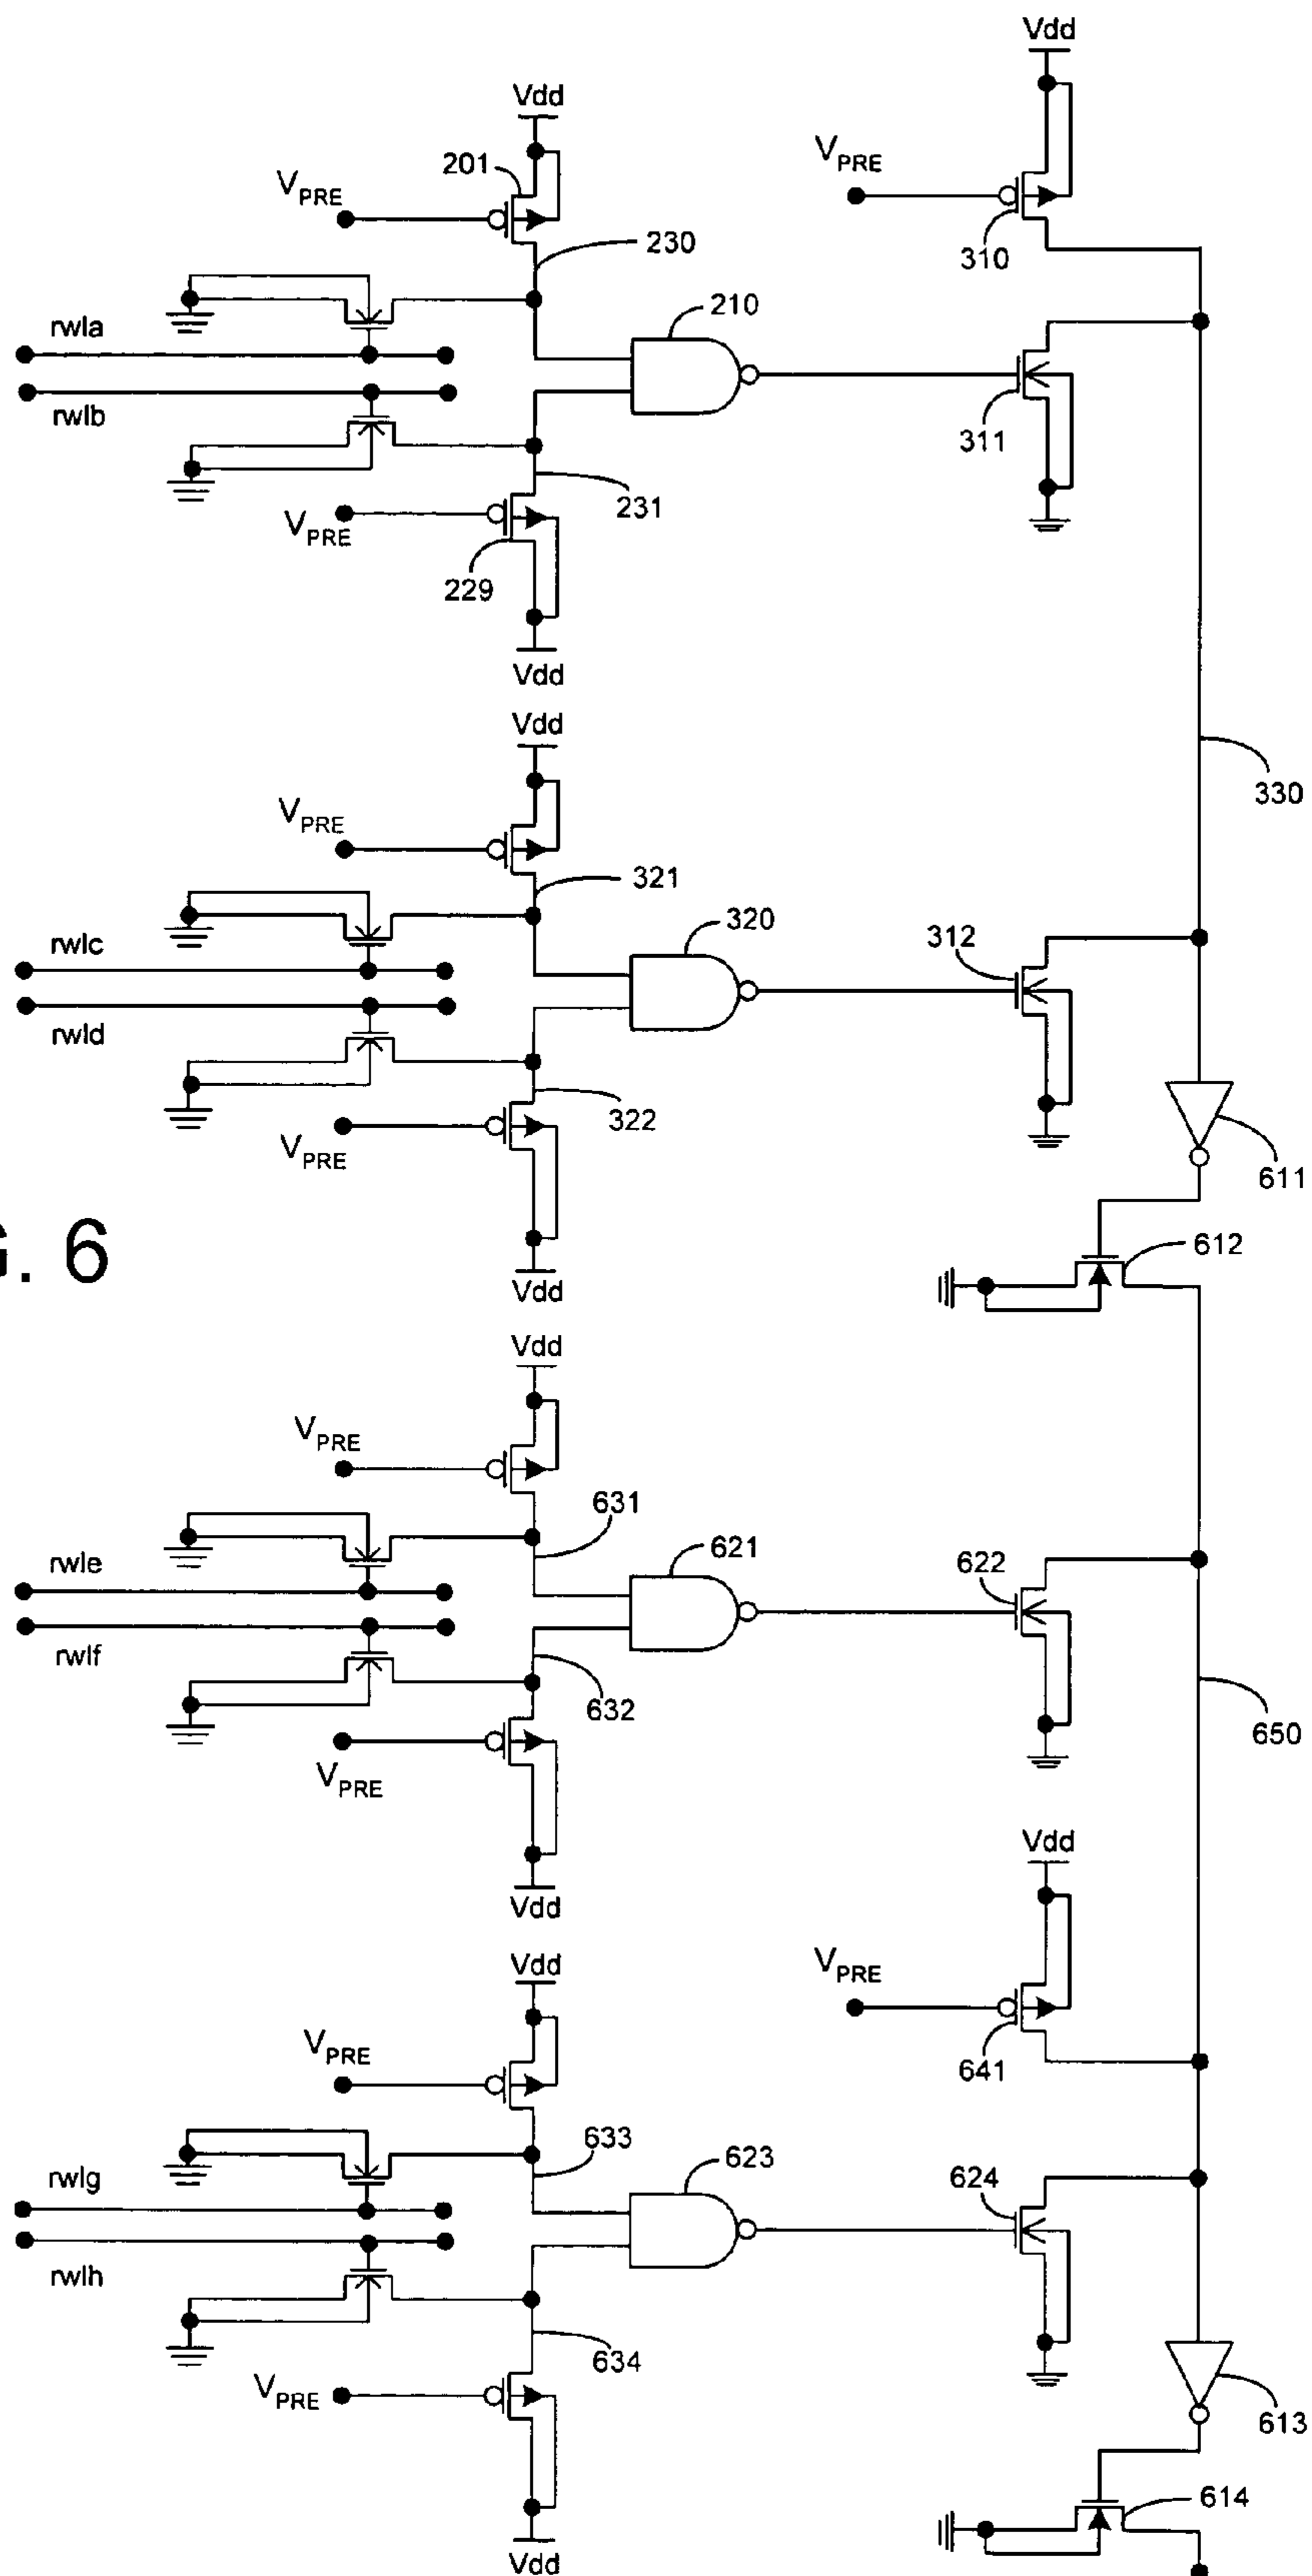 Vdd
Vdd
201
V_PRE
V_PRE
310
230
210
rwla
rwlb
311
231
V_PRE
229
Vdd
Vdd
330
V_PRE
321
320
312
rwlc
rwld
322
V_PRE
611
612
G. 6
Vdd
Vdd
V_PRE
631
621
622
rwle
rwlf
632
650
V_PRE
Vdd
Vdd
Vdd
V_PRE
641
V_PRE
633
623
624
rwlg
rwlh
634
V_PRE
613
614
Vdd